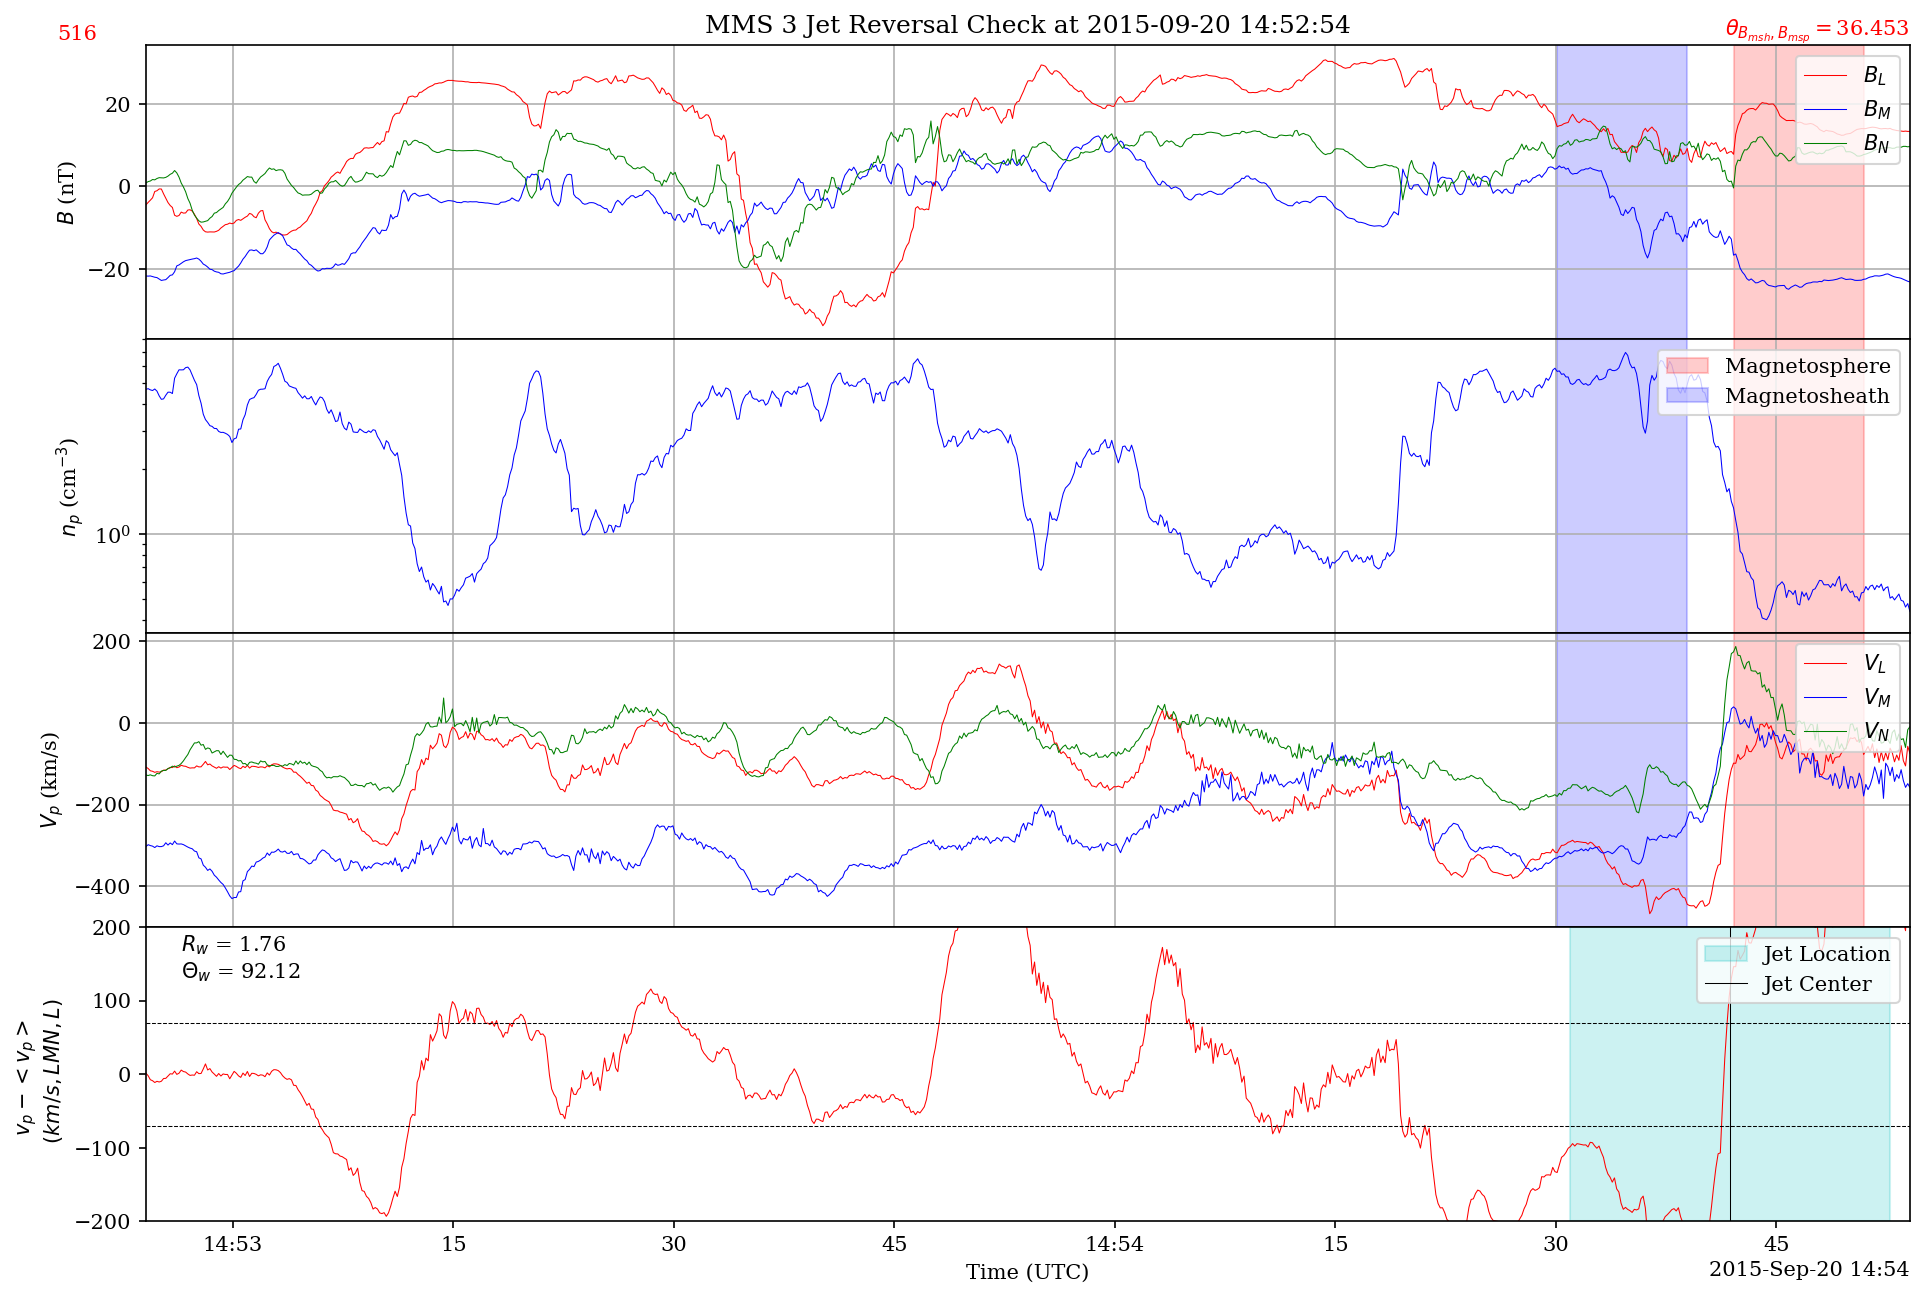 MMS 3 Jet Reversal Check at 2015-09-20 14:52:54
516
θ_{B_{msh}, B_{msp}} = 36.453
B (nT)
20
0
−20
B_L
B_M
B_N
n_p (cm^{−3})
10^0
Magnetosphere
Magnetosheath
V_p (km/s)
200
0
−200
−400
V_L
V_M
V_N
v_p − < v_p >
(km/s, LMN, L)
200
100
0
−100
−200
R_w = 1.76
Θ_w = 92.12
Jet Location
Jet Center
14:53 15 30 45 14:54 15 30 45
Time (UTC)
2015-Sep-20 14:54